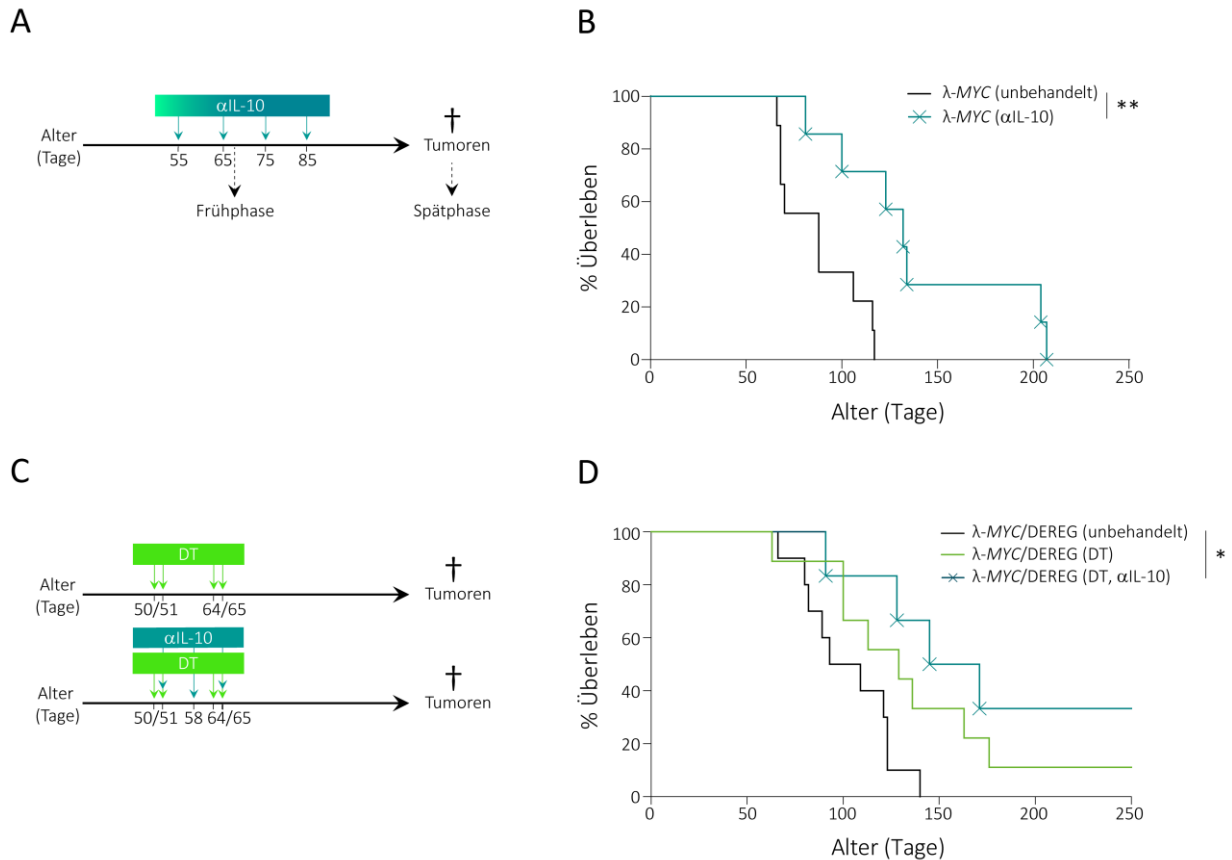 A
αIL-10
Alter
(Tage)
55 65 75 85
†
Tumoren
Frühphase
Spätphase
B
λ-MYC (unbehandelt)
λ-MYC (αIL-10)
**
% Überleben
100
80
60
40
20
0
0 50 100 150 200 250
Alter (Tage)
C
DT
Alter
(Tage)
50/51 64/65
†
Tumoren
αIL-10
DT
Alter
(Tage)
50/51 58 64/65
†
Tumoren
D
λ-MYC/DEREG (unbehandelt)
λ-MYC/DEREG (DT)
λ-MYC/DEREG (DT, αIL-10)
*
% Überleben
100
80
60
40
20
0
0 50 100 150 200 250
Alter (Tage)